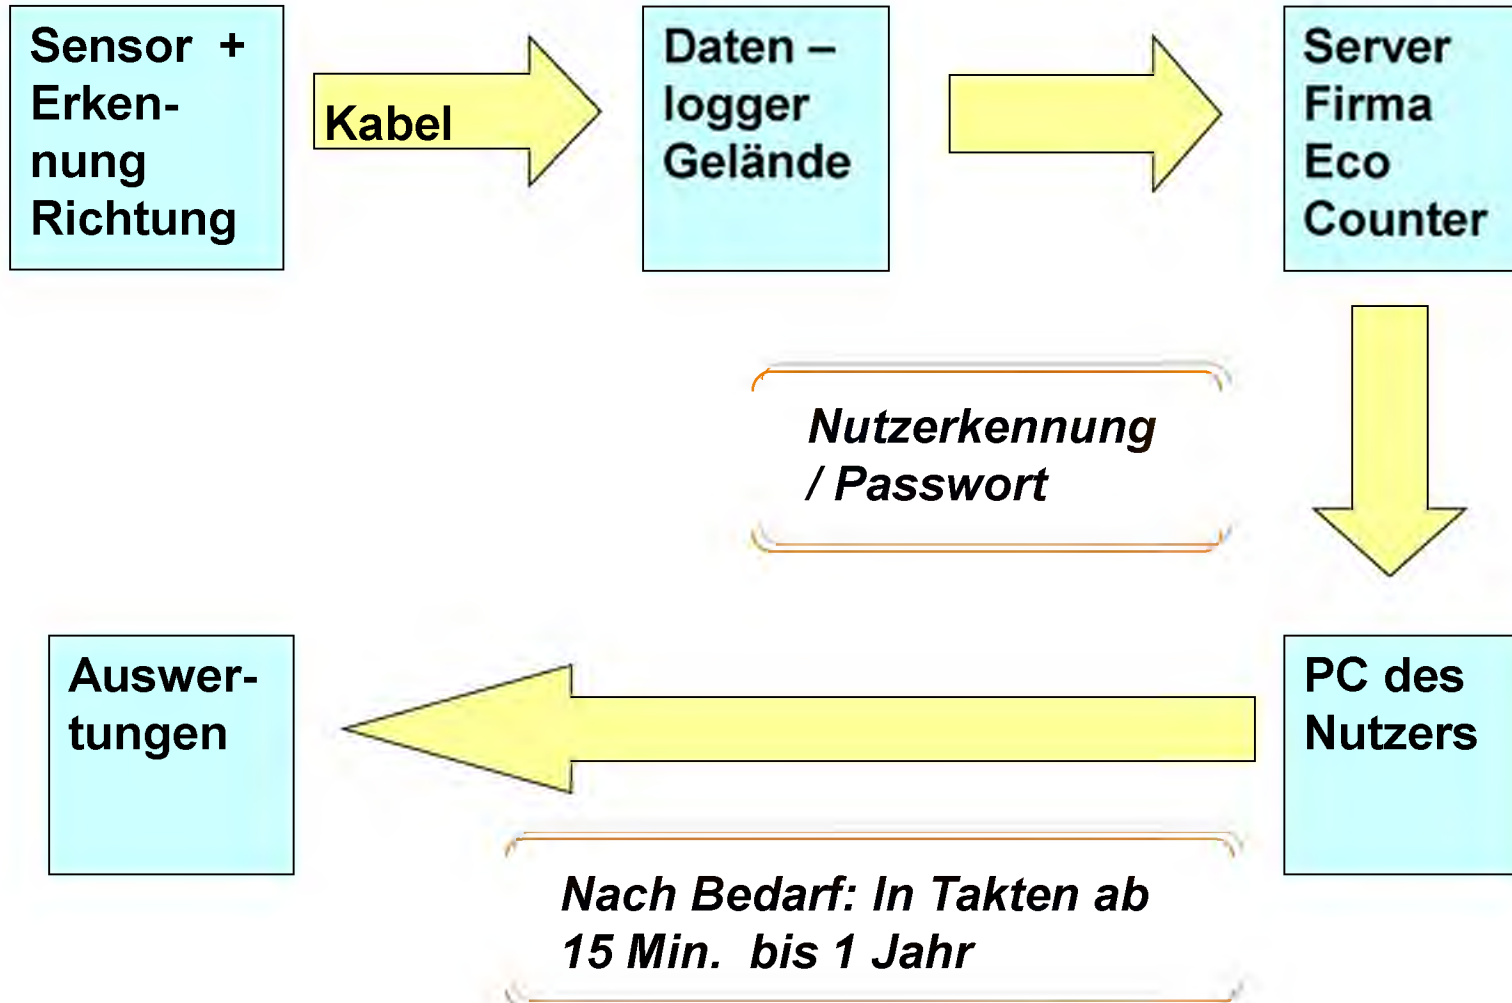 Sensor +
Erken-
nung
Richtung
Kabel
Daten –
logger
Gelände
Server
Firma
Eco
Counter
Nutzerkennung
/ Passwort
Auswer-
tungen
PC des
Nutzers
Nach Bedarf: In Takten ab
15 Min. bis 1 Jahr